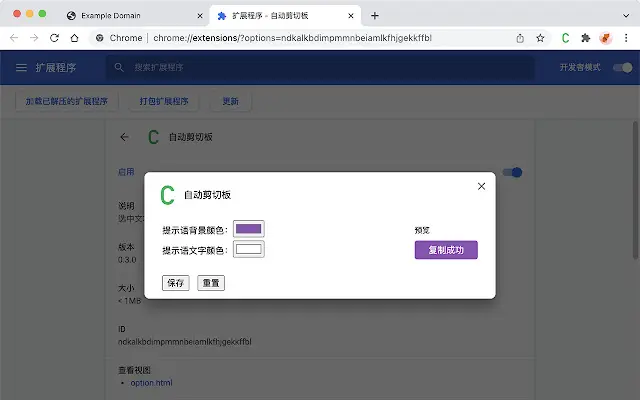 Example Domain
扩展程序 - 自动剪切板
Chrome | chrome://extensions/?options=ndkalkbdimpmmnbeiamlkfhjgekkffbl
扩展程序
搜索扩展程序
开发者模式
加载已解压的扩展程序
打包扩展程序
更新
自动剪切板
启用
说明
选中文
版本
0.3.0
大小
< 1MB
ID
ndkalkbdimpmmnbeiamlkfhjgekkffbl
查看视图
option.html
自动剪切板
提示语背景颜色:
提示语文字颜色:
预览
复制成功
保存
重置